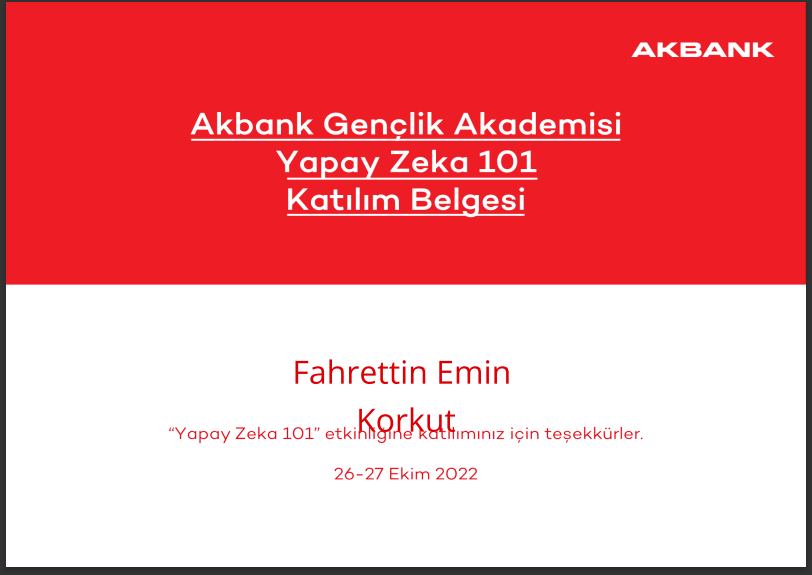 AKBANK
Akbank Gençlik Akademisi
Yapay Zeka 101
Katılım Belgesi
Fahrettin Emin
Korkut
“Yapay Zeka 101” etkinliğine katılımınız için teşekkürler.
26-27 Ekim 2022